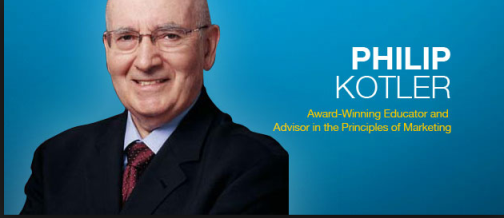 PHILIP
KOTLER
Award-Winning Educator and
Advisor in the Principles of Marketing